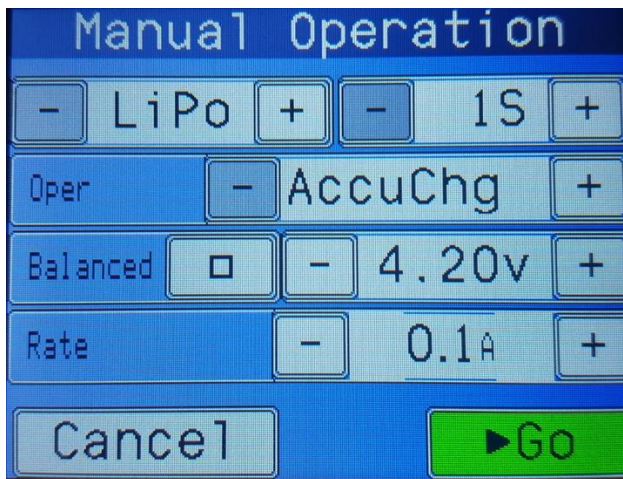 Manual Operation
- LiPo + - 1S +
Oper - AccuChg +
Balanced □ - 4.20v +
Rate - 0.1A +
Cancel ►Go